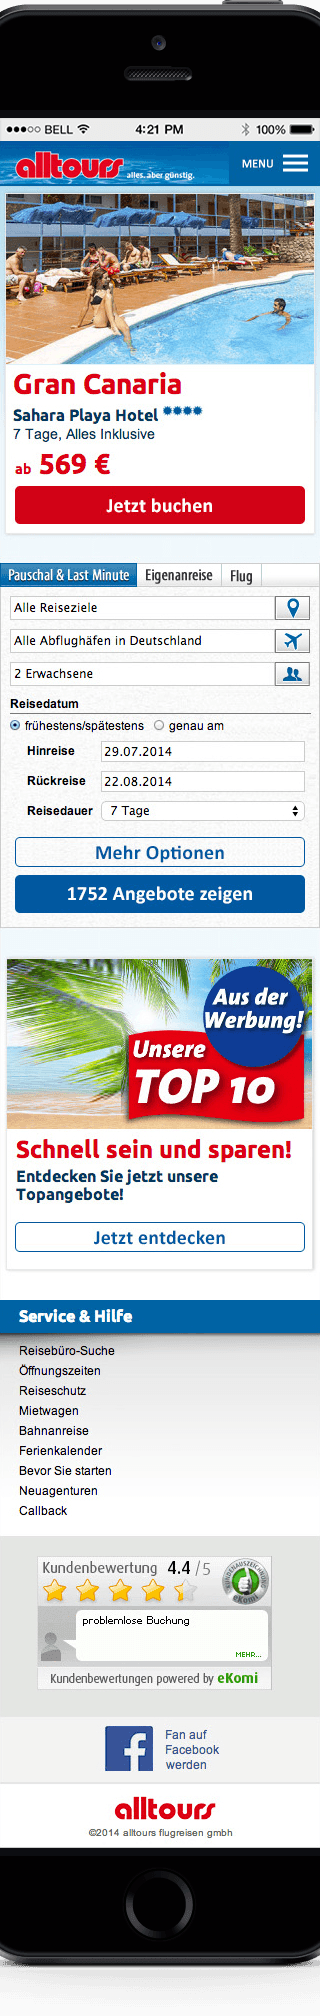 BELL 4:21 PM 100%
alltours alles. aber günstig. MENU
Gran Canaria
Sahara Playa Hotel
7 Tage, Alles Inklusive
ab 569 €
Jetzt buchen
Pauschal & Last Minute Eigenanreise Flug
Alle Reiseziele
Alle Abflughäfen in Deutschland
2 Erwachsene
Reisedatum
frühestens/spätestens genau am
Hinreise 29.07.2014
Rückreise 22.08.2014
Reisedauer 7 Tage
Mehr Optionen
1752 Angebote zeigen
Aus der
Werbung!
Unsere
TOP 10
Schnell sein und sparen!
Entdecken Sie jetzt unsere
Topangebote!
Jetzt entdecken
Service & Hilfe
Reisebüro-Suche
Öffnungszeiten
Reiseschutz
Mietwagen
Bahnanreise
Ferienkalender
Bevor Sie starten
Neuagenturen
Callback
Kundenbewertung 4.4 /5
KUNDENAUSZEICHNUNG
eKomi
problemlose Buchung
MEHR...
Kundenbewertungen powered by eKomi
Fan auf
Facebook
werden
alltours
©2014 alltours flugreisen gmbh